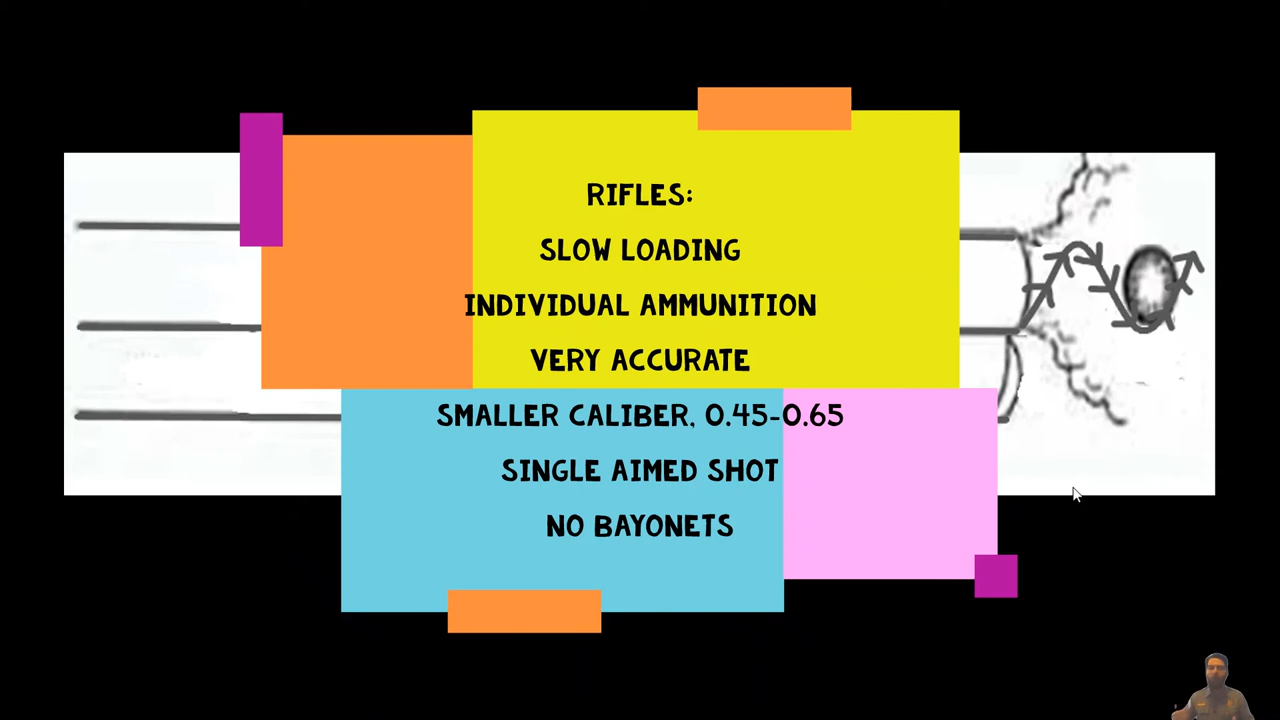 RIFLES:
SLOW LOADING
INDIVIDUAL AMMUNITION
VERY ACCURATE
SMALLER CALIBER, 0.45-0.65
SINGLE AIMED SHOT
NO BAYONETS